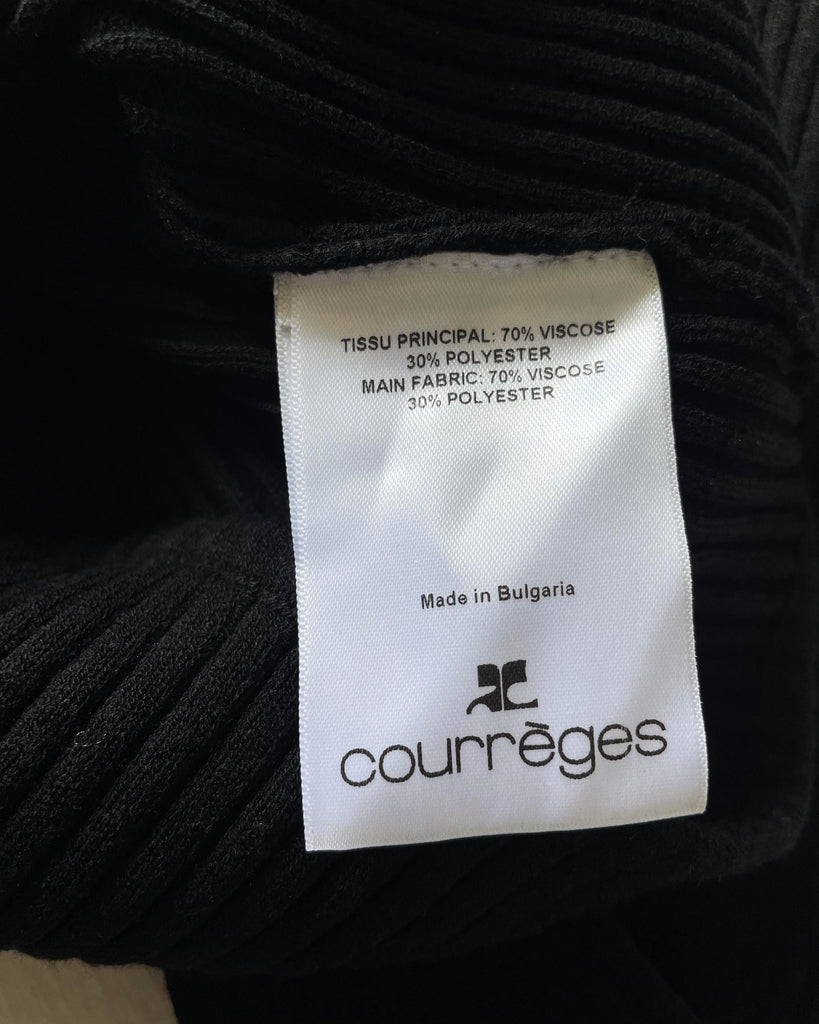 TISSU PRINCIPAL: 70% VISCOSE
30% POLYESTER
MAIN FABRIC: 70% VISCOSE
30% POLYESTER
Made in Bulgaria
courrèges